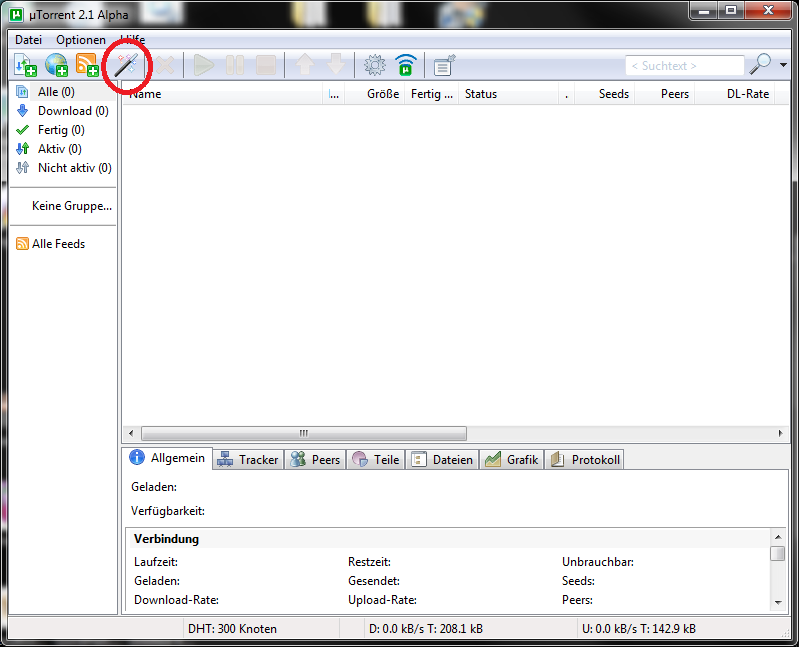 µTorrent 2.1 Alpha
Datei Optionen Hilfe
< Suchtext >
Alle (0)
Download (0)
Fertig (0)
Aktiv (0)
Nicht aktiv (0)
Keine Gruppe...
Alle Feeds
Name ... Größe Fertig ... Status . Seeds Peers DL-Rate
Allgemein Tracker Peers Teile Dateien Grafik Protokoll
Geladen:
Verfügbarkeit:
Verbindung
Laufzeit: Restzeit: Unbrauchbar:
Geladen: Gesendet: Seeds:
Download-Rate: Upload-Rate: Peers:
DHT: 300 Knoten D: 0.0 kB/s T: 208.1 kB U: 0.0 kB/s T: 142.9 kB